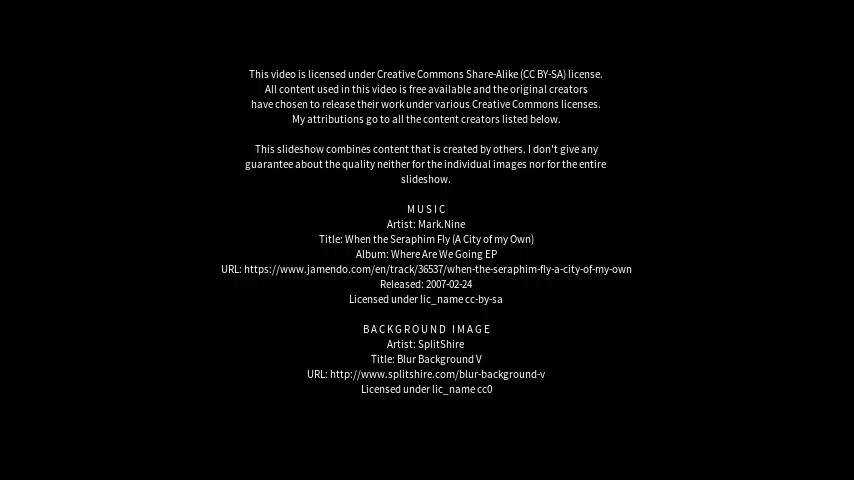 This video is licensed under Creative Commons Share-Alike (CC BY-SA) license.
All content used in this video is free available and the original creators
have chosen to release their work under various Creative Commons licenses.
My attributions go to all the content creators listed below.
This slideshow combines content that is created by others. I don't give any
guarantee about the quality neither for the individual images nor for the entire
slideshow.
MUSIC
Artist: Mark.Nine
Title: When the Seraphim Fly (A City of my Own)
Album: Where Are We Going EP
URL: https://www.jamendo.com/en/track/36537/when-the-seraphim-fly-a-city-of-my-own
Released: 2007-02-24
Licensed under lic_name cc-by-sa
BACKGROUND IMAGE
Artist: SplitShire
Title: Blur Background V
URL: http://www.splitshire.com/blur-background-v
Licensed under lic_name cc0